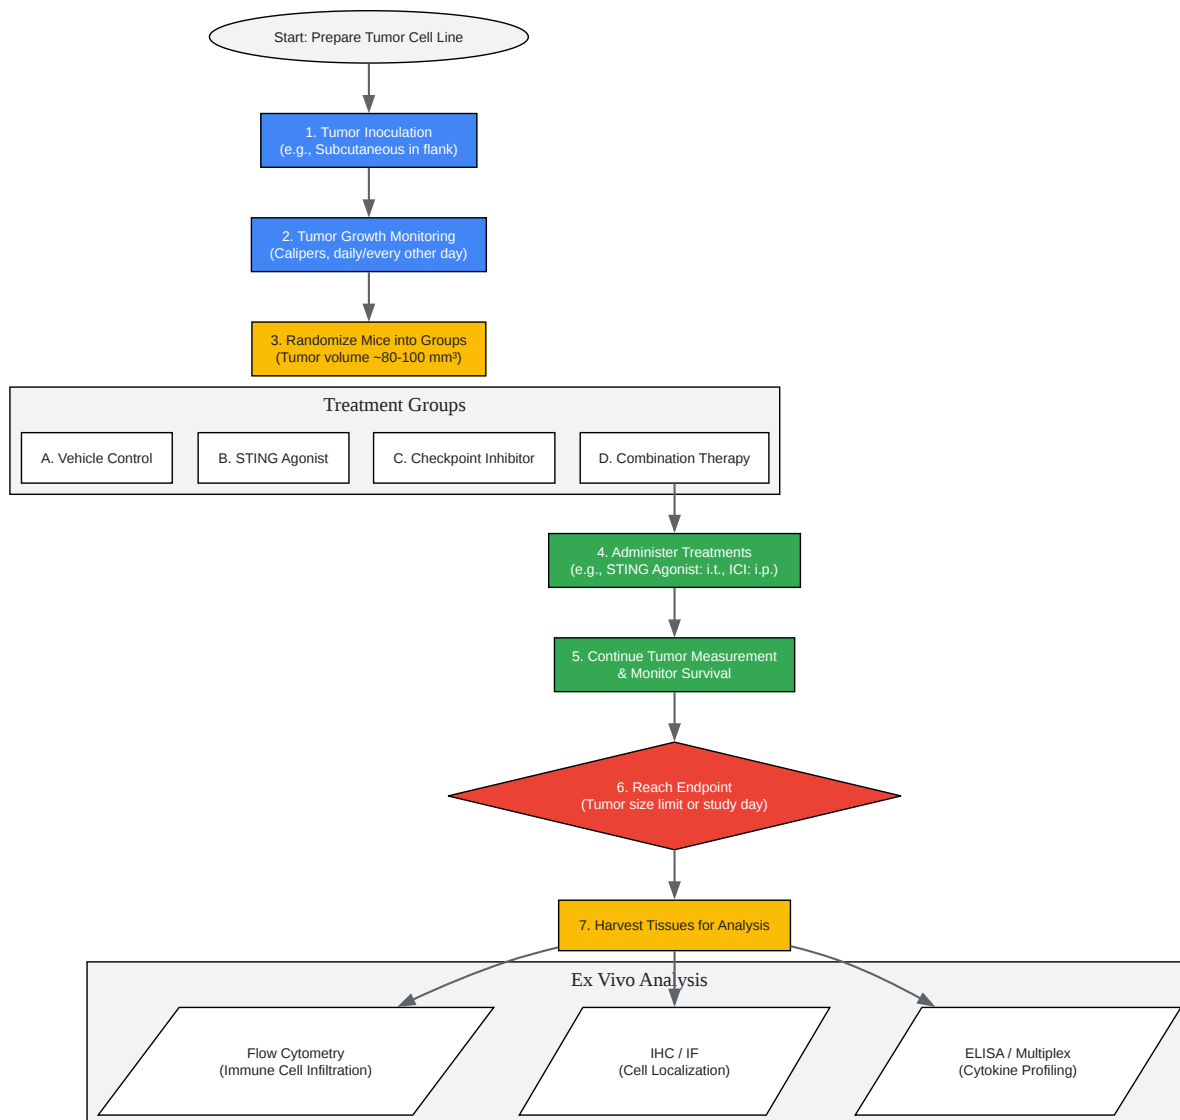 Start: Prepare Tumor Cell Line
1. Tumor Inoculation
(e.g., Subcutaneous in flank)
2. Tumor Growth Monitoring
(Calipers, daily/every other day)
3. Randomize Mice into Groups
(Tumor volume ~80-100 mm³)
Treatment Groups
A. Vehicle Control
B. STING Agonist
C. Checkpoint Inhibitor
D. Combination Therapy
4. Administer Treatments
(e.g., STING Agonist: i.t., ICI: i.p.)
5. Continue Tumor Measurement
& Monitor Survival
6. Reach Endpoint
(Tumor size limit or study day)
7. Harvest Tissues for Analysis
Ex Vivo Analysis
Flow Cytometry
(Immune Cell Infiltration)
IHC / IF
(Cell Localization)
ELISA / Multiplex
(Cytokine Profiling)